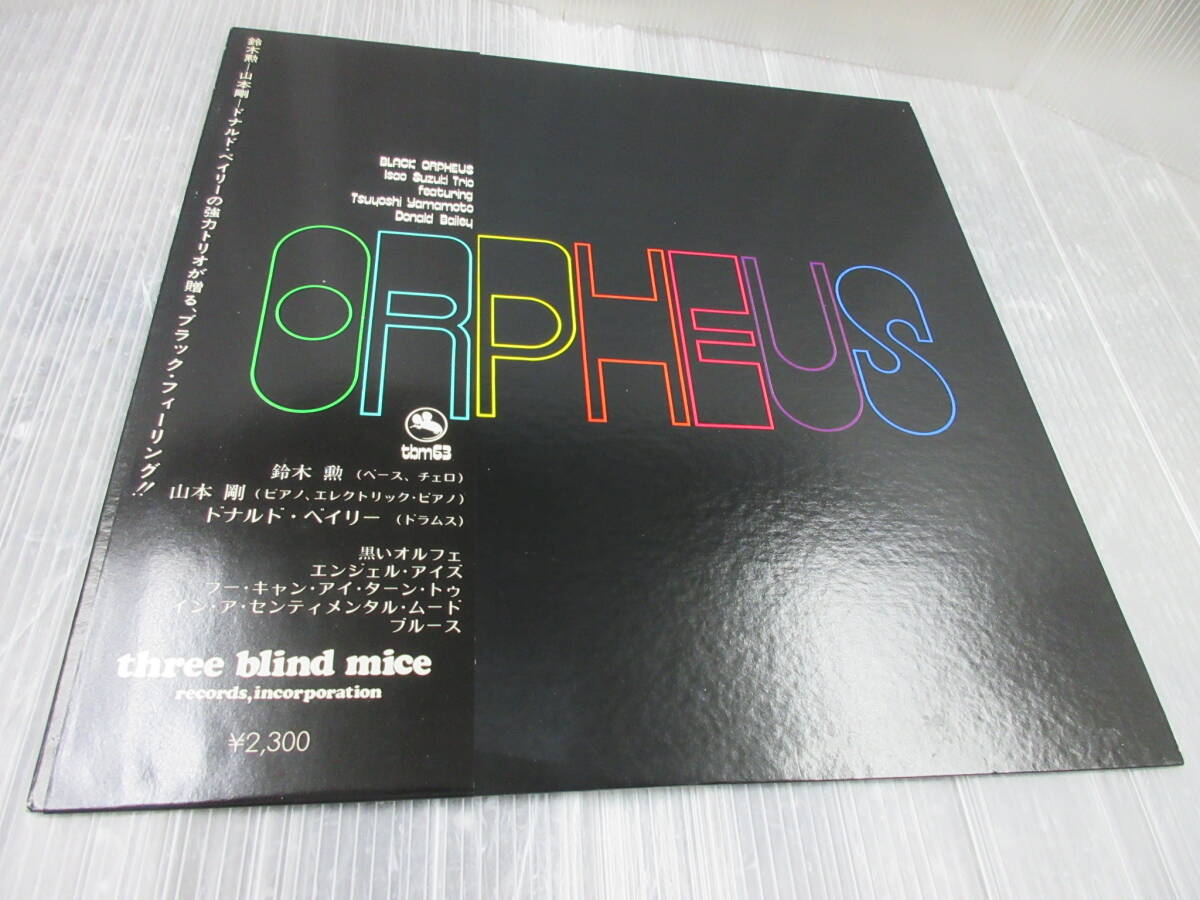 鈴木勲―山本剛―ドナルド・ベイリーの強力トリオが贈る、ブラック・フィーリング!!
BLACK ORPHEUS
Isao Suzuki Trio
featuring
Tsuyoshi Yamamoto
Donald Bailey
ORPHEUS
tbm63
鈴木 勲 (ベース、チェロ)
山本 剛 (ピアノ、エレクトリック・ピアノ)
ドナルド・ベイリー (ドラムス)
黒いオルフェ
エンジェル・アイズ
フー・キャン・アイ・ターン・トゥ
イン・ア・センティメンタル・ムード
ブルース
three blind mice
records, incorporation
¥2,300